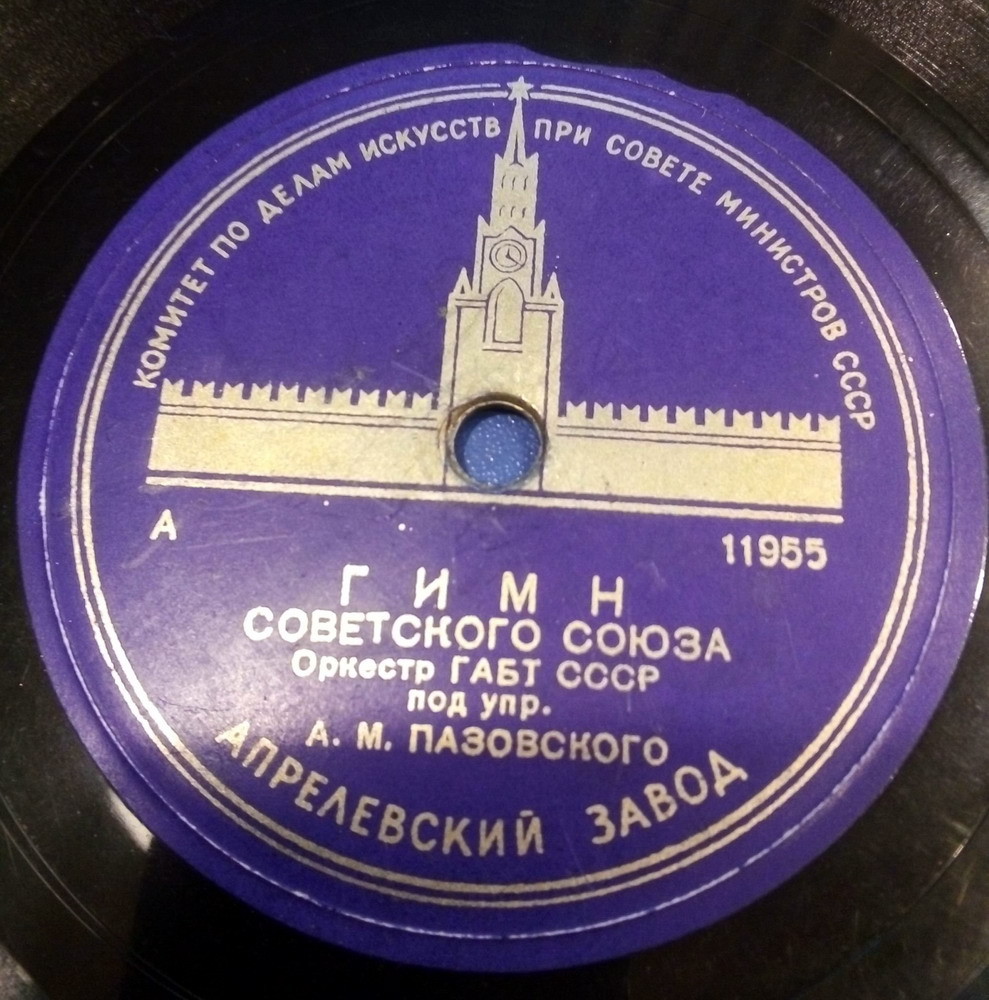 КОМИТЕТ ПО ДЕЛАМ ИСКУССТВ ПРИ СОВЕТЕ МИНИСТРОВ СССР
А
11955
ГИМН
СОВЕТСКОГО СОЮЗА
Оркестр ГАБТ СССР
под упр.
А. М. ПАЗОВСКОГО
АПРЕЛЕВСКИЙ ЗАВОД